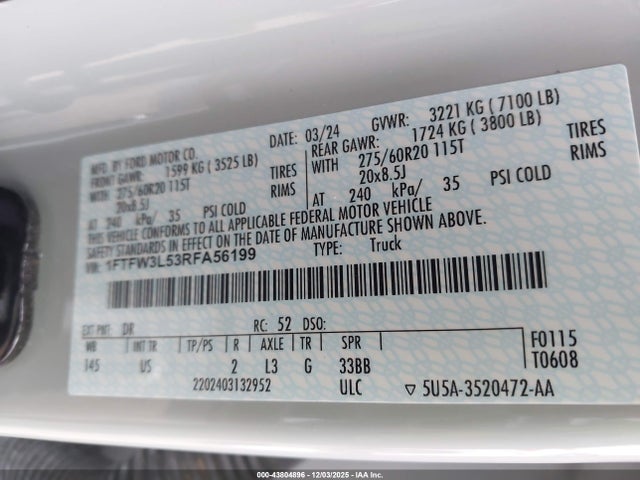 MFD. BY FORD MOTOR CO.
DATE: 03/24 GVWR: 3221 KG ( 7100 LB)
FRONT GAWR: 1599 KG ( 3525 LB)
REAR GAWR: 1724 KG ( 3800 LB)
WITH 275/60R20 115T TIRES
WITH 275/60R20 115T TIRES
20x8.5J RIMS
20x8.5J RIMS
AT 240 kPa/ 35 PSI COLD
AT 240 kPa/ 35 PSI COLD
THIS VEHICLE CONFORMS TO ALL APPLICABLE FEDERAL MOTOR VEHICLE
SAFETY STANDARDS IN EFFECT ON THE DATE OF MANUFACTURE SHOWN ABOVE.
VIN: 1FTFW3L53RFA56199 TYPE: Truck
EXT PNT: DR RC: 52 DSO:
WB INT TR TP/PS R AXLE TR SPR
145 US 2 L3 G 33BB
F0115
T0608
2202403132952 ULC ▽ 5U5A-3520472-AA
000-43804896 - 12/03/2025 - IAAI, Inc.